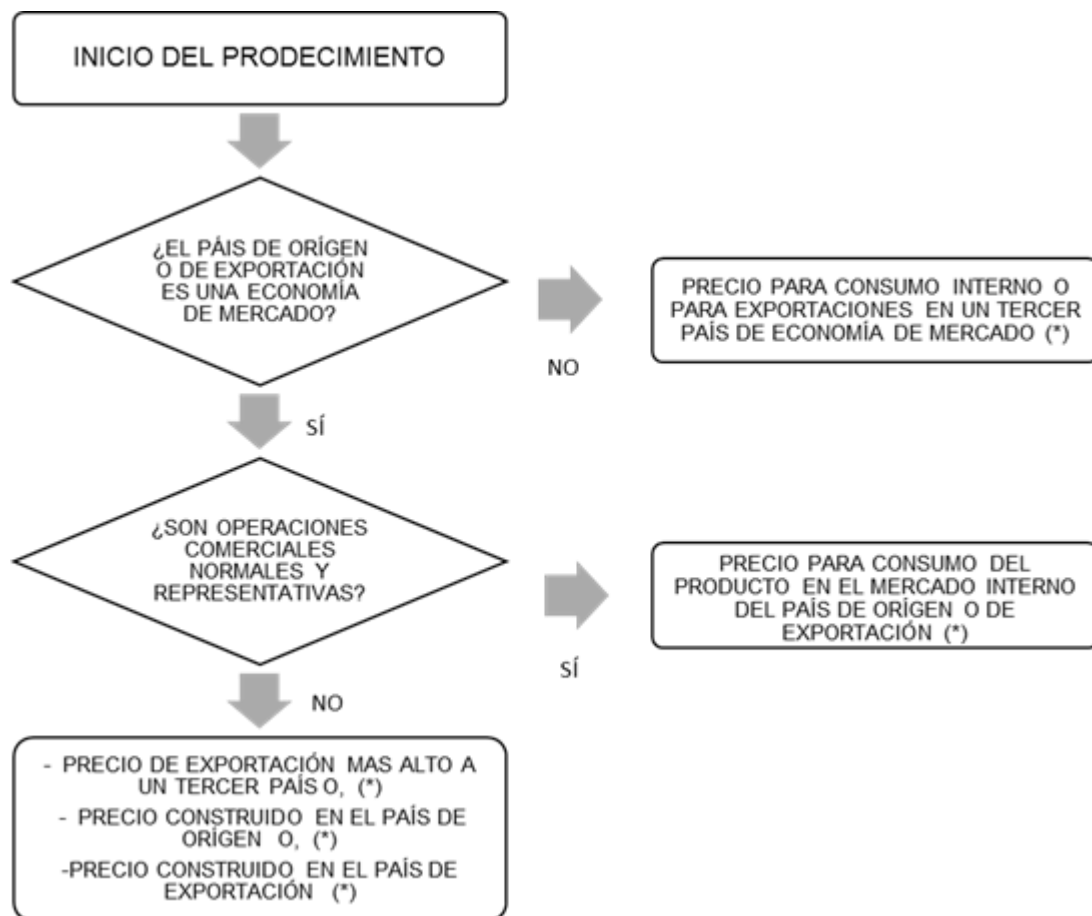 INICIO DEL PRODECIMIENTO
¿EL PÁIS DE ORÍGEN
O DE EXPORTACIÓN
ES UNA ECONOMÍA
DE MERCADO?
NO
PRECIO PARA CONSUMO INTERNO O
PARA EXPORTACIONES EN UN TERCER
PAÍS DE ECONOMÍA DE MERCADO (*)
SÍ
¿SON OPERACIONES
COMERCIALES
NORMALES Y
REPRESENTATIVAS?
SÍ
PRECIO PARA CONSUMO DEL
PRODUCTO EN EL MERCADO INTERNO
DEL PAÍS DE ORÍGEN O DE
EXPORTACIÓN (*)
NO
- PRECIO DE EXPORTACIÓN MAS ALTO A
UN TERCER PAÍS O, (*)
- PRECIO CONSTRUIDO EN EL PAÍS DE
ORÍGEN O, (*)
-PRECIO CONSTRUIDO EN EL PAÍS DE
EXPORTACIÓN (*)